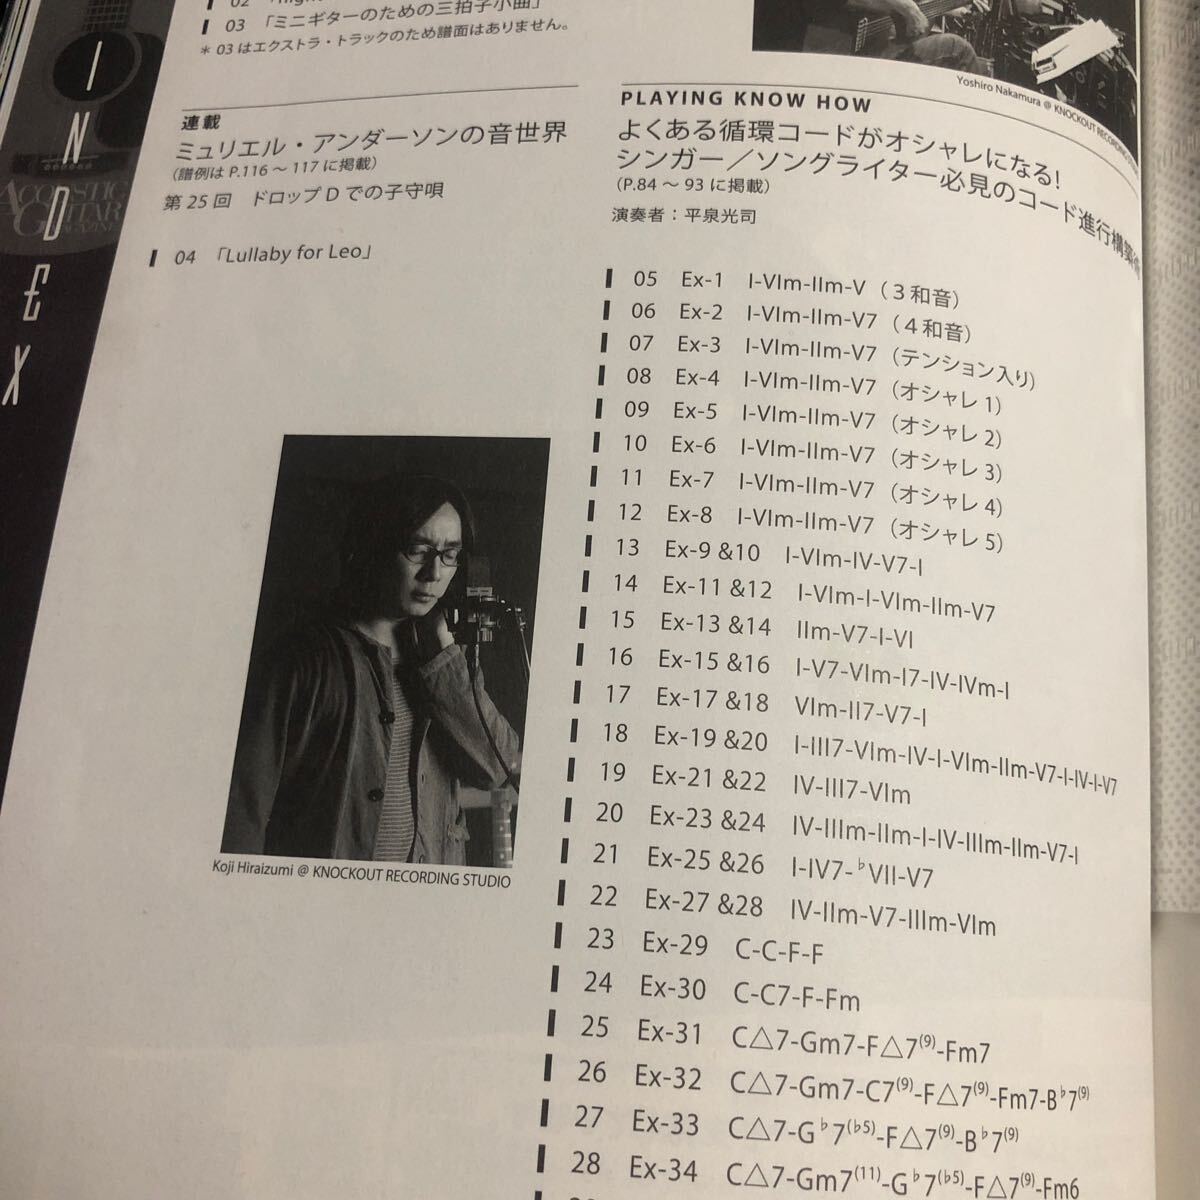 INDEX
ACOUSTIC
GUITAR
MAGAZINE
02
03 「ミニギターのための三拍子小曲」
＊03はエクストラ・トラックのため譜面はありません。
連載
ミュリエル・アンダーソンの音世界
（譜例は P.116 〜 117 に掲載）
第 25 回 ドロップ D での子守唄
04 「Lullaby for Leo」
Koji Hiraizumi @ KNOCKOUT RECORDING STUDIO
Yoshiro Nakamura @ KNOCKOUT RECORDING
PLAYING KNOW HOW
よくある循環コードがオシャレになる！
シンガー／ソングライター必見のコード進行構築術
（P.84 〜 93 に掲載）
演奏者：平泉光司
05 Ex-1 I-VIm-IIm-V（３和音）
06 Ex-2 I-VIm-IIm-V7（４和音）
07 Ex-3 I-VIm-IIm-V7（テンション入り）
08 Ex-4 I-VIm-IIm-V7（オシャレ 1）
09 Ex-5 I-VIm-IIm-V7（オシャレ 2）
10 Ex-6 I-VIm-IIm-V7（オシャレ 3）
11 Ex-7 I-VIm-IIm-V7（オシャレ 4）
12 Ex-8 I-VIm-IIm-V7（オシャレ 5）
13 Ex-9 &10 I-VIm-IV-V7-I
14 Ex-11 &12 I-VIm-I-VIm-IIm-V7
15 Ex-13 &14 IIm-V7-I-VI
16 Ex-15 &16 I-V7-VIm-I7-IV-IVm-I
17 Ex-17 &18 VIm-II7-V7-I
18 Ex-19 &20 I-III7-VIm-IV-I-VIm-IIm-V7-I-IV-I-V7
19 Ex-21 &22 IV-III7-VIm
20 Ex-23 &24 IV-IIIm-IIm-I-IV-IIIm-IIm-V7-I
21 Ex-25 &26 I-IV7-♭VII-V7
22 Ex-27 &28 IV-IIm-V7-IIIm-VIm
23 Ex-29 C-C-F-F
24 Ex-30 C-C7-F-Fm
25 Ex-31 C△7-Gm7-F△7(9)-Fm7
26 Ex-32 C△7-Gm7-C7(9)-F△7(9)-Fm7-B♭7(9)
27 Ex-33 C△7-G♭7(♭5)-F△7(9)-B♭7(9)
28 Ex-34 C△7-Gm7(11)-G♭7(♭5)-F△7(9)-Fm6